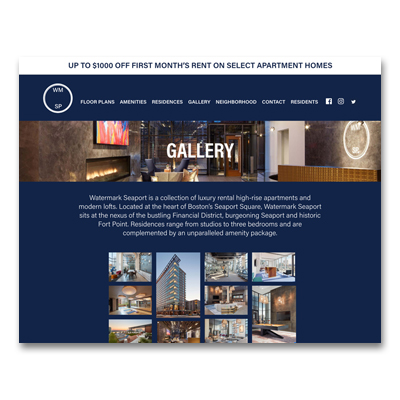 UP TO $1000 OFF FIRST MONTH'S RENT ON SELECT APARTMENT HOMES
WM
SP
FLOOR PLANS AMENITIES RESIDENCES GALLERY NEIGHBORHOOD CONTACT RESIDENTS
GALLERY
WM
SP
Watermark Seaport is a collection of luxury rental high-rise apartments and
modern lofts. Located at the heart of Boston's Seaport Square, Watermark Seaport
sits at the nexus of the bustling Financial District, burgeoning Seaport and historic
Fort Point. Residences range from studios to three bedrooms and are
complemented by an unparalleled amenity package.